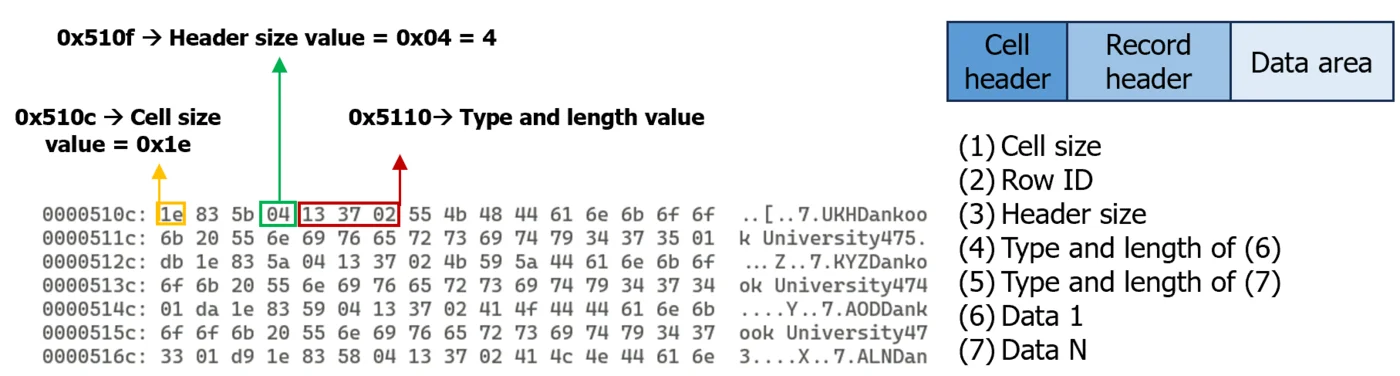 0x510f → Header size value = 0x04 = 4
0x510c → Cell size
value = 0x1e
0x5110→ Type and length value
0000510c: 1e 83 5b 04 13 37 02 55 4b 48 44 61 6e 6b 6f 6f ..[..7.UKHDankoo
0000511c: 6b 20 55 6e 69 76 65 72 73 69 74 79 34 37 35 01 k University475.
0000512c: db 1e 83 5a 04 13 37 02 4b 59 5a 44 61 6e 6b 6f ...Z..7.KYZDanko
0000513c: 6f 6b 20 55 6e 69 76 65 72 73 69 74 79 34 37 34 ok University474
0000514c: 01 da 1e 83 59 04 13 37 02 41 4f 44 44 61 6e 6b ....Y..7.AODDank
0000515c: 6f 6f 6b 20 55 6e 69 76 65 72 73 69 74 79 34 37 ook University47
0000516c: 33 01 d9 1e 83 58 04 13 37 02 41 4c 4e 44 61 6e 3....X..7.ALNDan
Cell
header
Record
header
Data area
(1) Cell size
(2) Row ID
(3) Header size
(4) Type and length of (6)
(5) Type and length of (7)
(6) Data 1
(7) Data N